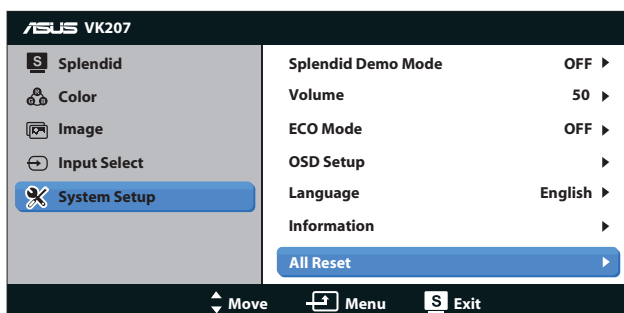 ASUS VK207
S Splendid
Color
Image
Input Select
System Setup
Splendid Demo Mode OFF
Volume 50
ECO Mode OFF
OSD Setup
Language English
Information
All Reset
Move Menu S Exit